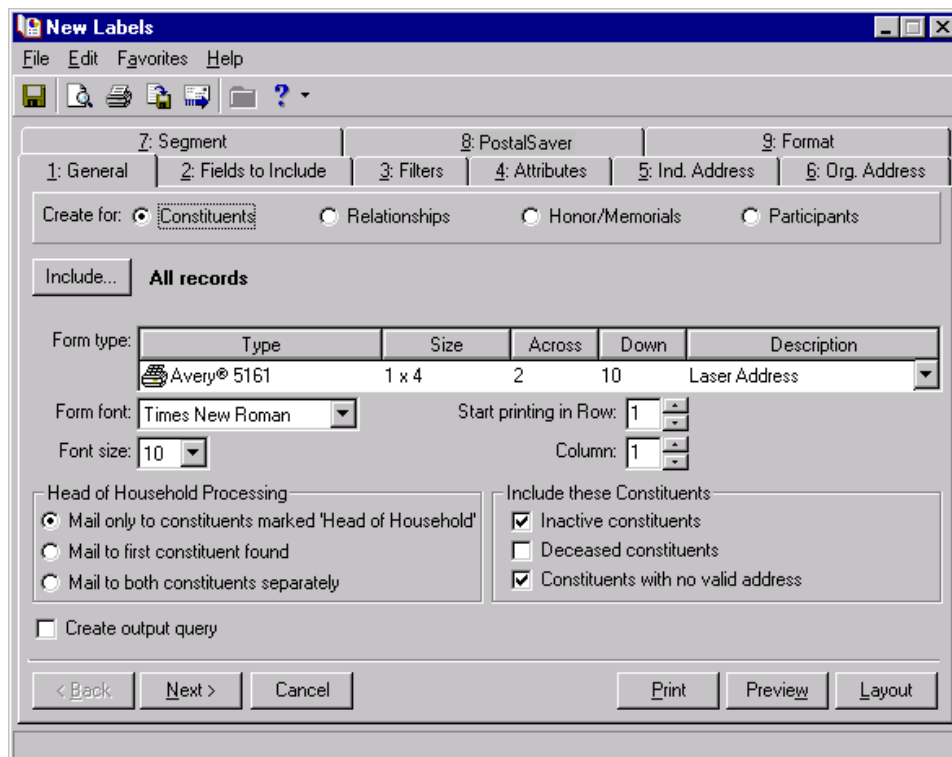 New Labels
File Edit Favorites Help
?
7: Segment 8: PostalSaver 9: Format
1: General 2: Fields to Include 3: Filters 4: Attributes 5: Ind. Address 6: Org. Address
Create for: Constituents Relationships Honor/Memorials Participants
Include... All records
Form type: Type Size Across Down Description
Avery® 5161 1 x 4 2 10 Laser Address
Form font: Times New Roman Start printing in Row: 1
Font size: 10 Column: 1
Head of Household Processing Include these Constituents
Mail only to constituents marked 'Head of Household' Inactive constituents
Mail to first constituent found Deceased constituents
Mail to both constituents separately Constituents with no valid address
Create output query
< Back Next > Cancel Print Preview Layout